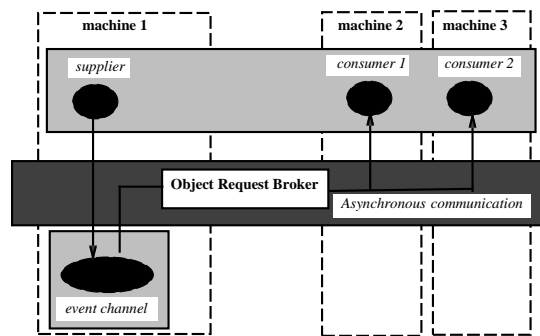 machine 1
machine 2
machine 3
supplier
consumer 1
consumer 2
Object Request Broker
Asynchronous communication
event channel